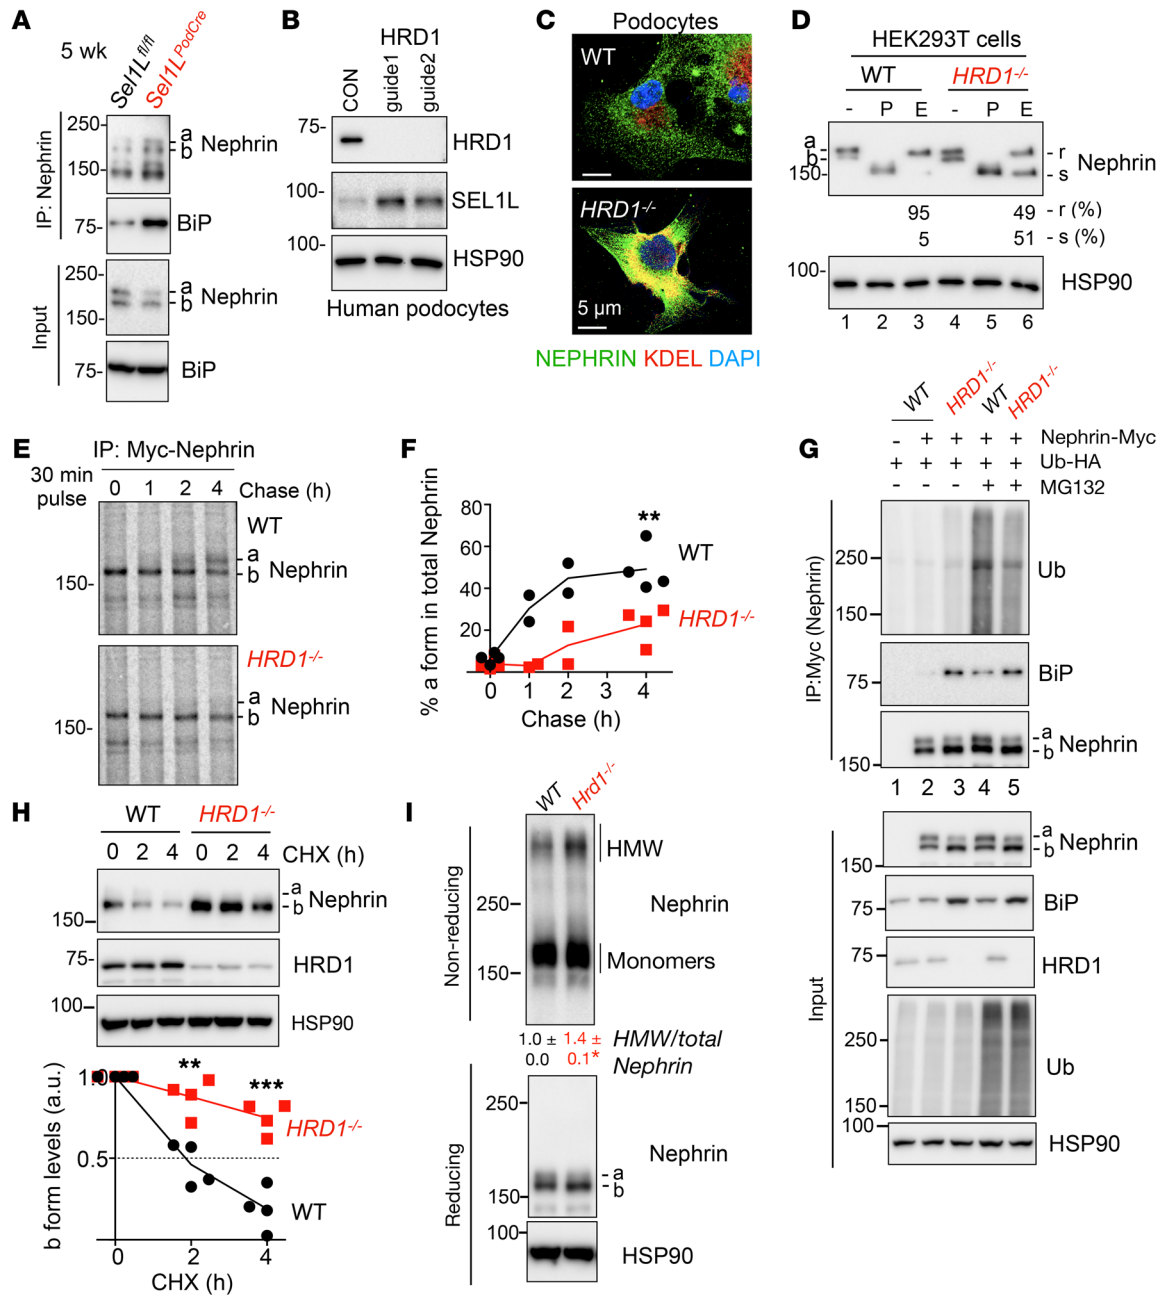 A
5 wk
Sel1L fl/fl
Sel1L PodCre
IP: Nephrin
250-
150-
a
b
Nephrin
75-
BiP
Input
250-
150-
a
b
Nephrin
75-
BiP
B
HRD1
CON
guide1
guide2
75-
HRD1
100-
SEL1L
100-
HSP90
Human podocytes
C
Podocytes
WT
HRD1-/-
5 µm
NEPHRIN KDEL DAPI
D
HEK293T cells
WT HRD1-/-
- P E - P E
a
b
150-
- r
- s
Nephrin
95 49 - r (%)
5 51 - s (%)
100-
HSP90
1 2 3 4 5 6
E
IP: Myc-Nephrin
30 min
pulse
0 1 2 4 Chase (h)
WT
a
b
Nephrin
150-
HRD1-/-
a
b
Nephrin
150-
F
% a form in total Nephrin
80
60
40
20
**
WT
HRD1-/-
0 1 2 3 4
Chase (h)
G
WT HRD1-/- WT HRD1-/-
- + + + + Nephrin-Myc
+ + + + + Ub-HA
- - - + + MG132
IP:Myc (Nephrin)
250
150
Ub
75
BiP
150
- a
- b
Nephrin
1 2 3 4 5
Input
150
- a
- b
Nephrin
75
BiP
75
HRD1
250
150
Ub
100
HSP90
H
WT HRD1-/-
0 2 4 0 2 4 CHX (h)
150
- a
- b
Nephrin
75-
HRD1
100
HSP90
b form levels (a.u.)
1.0
0.5
**
***
HRD1-/-
WT
0 2 4
CHX (h)
I
WT Hrd1-/-
Non-reducing
HMW
250
Nephrin
Monomers
150
1.0 ± 1.4 ± HMW/total
0.0 0.1* Nephrin
Reducing
250
Nephrin
- a
- b
150
100
HSP90